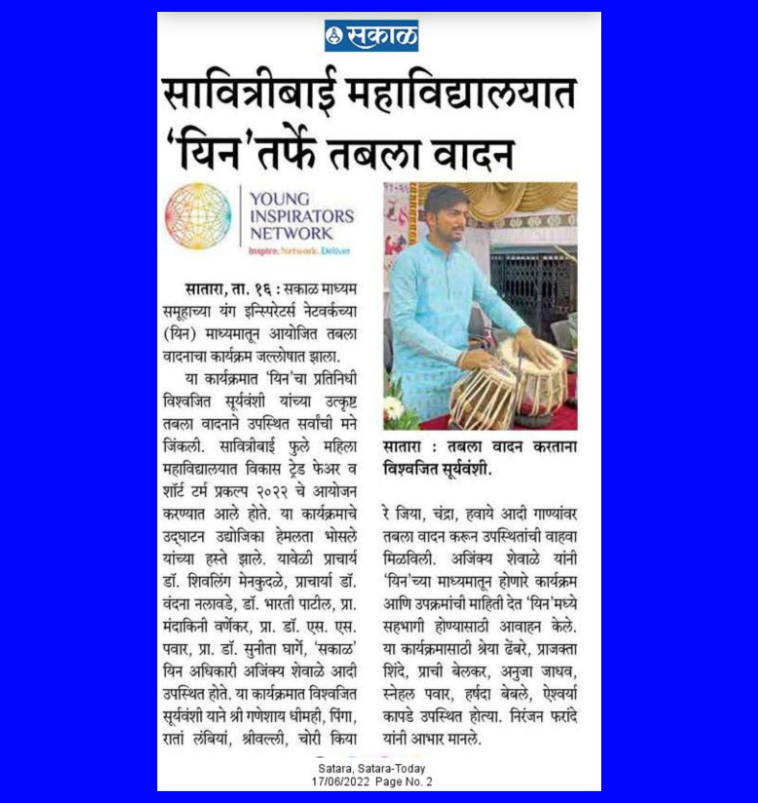 सकाळ
सावित्रीबाई महाविद्यालयात
‘यिन’तर्फे तबला वादन
YOUNG
INSPIRATORS
NETWORK
Inspire. Network. Deliver
सातारा, ता. १६ : सकाळ माध्यम
समूहाच्या यंग इन्स्पिरेटर्स नेटवर्कच्या
(यिन) माध्यमातून आयोजित तबला
वादनाचा कार्यक्रम जल्लोषात झाला.
या कार्यक्रमात ‘यिन’चा प्रतिनिधी
विश्वजित सूर्यवंशी यांच्या उत्कृष्ट
तबला वादनाने उपस्थित सर्वांची मने
जिंकली. सावित्रीबाई फुले महिला
महाविद्यालयात विकास ट्रेड फेअर व
शॉर्ट टर्म प्रकल्प २०२२ चे आयोजन
करण्यात आले होते. या कार्यक्रमाचे
उद्‌घाटन उद्योजिका हेमलता भोसले
यांच्या हस्ते झाले. यावेळी प्राचार्य
डॉ. शिवलिंग मेनकुदळे, प्राचार्या डॉ.
वंदना नलावडे, डॉ. भारती पाटील, प्रा.
मंदाकिनी वर्णेकर, प्रा. डॉ. एस. एस.
पवार, प्रा. डॉ. सुनीता घार्गे, ‘सकाळ’
यिन अधिकारी अजिंक्य शेवाळे आदी
उपस्थित होते. या कार्यक्रमात विश्वजित
सूर्यवंशी याने श्री गणेशाय धीमही, पिंगा,
रातां लंबियां, श्रीवल्ली, चोरी किया
सातारा : तबला वादन करताना
विश्वजित सूर्यवंशी.
रे जिया, चंद्रा, हवाये आदी गाण्यांवर
तबला वादन करून उपस्थितांची वाहवा
मिळविली. अजिंक्य शेवाळे यांनी
‘यिन’च्या माध्यमातून होणारे कार्यक्रम
आणि उपक्रमांची माहिती देत ‘यिन’मध्ये
सहभागी होण्यासाठी आवाहन केले.
या कार्यक्रमासाठी श्रेया ढेंबरे, प्राजक्ता
शिंदे, प्राची बेलकर, अनुजा जाधव,
स्नेहल पवार, हर्षदा बेबले, ऐश्वर्या
कापडे उपस्थित होत्या. निरंजन फरांदे
यांनी आभार मानले.
Satara, Satara-Today
17/06/2022 Page No. 2